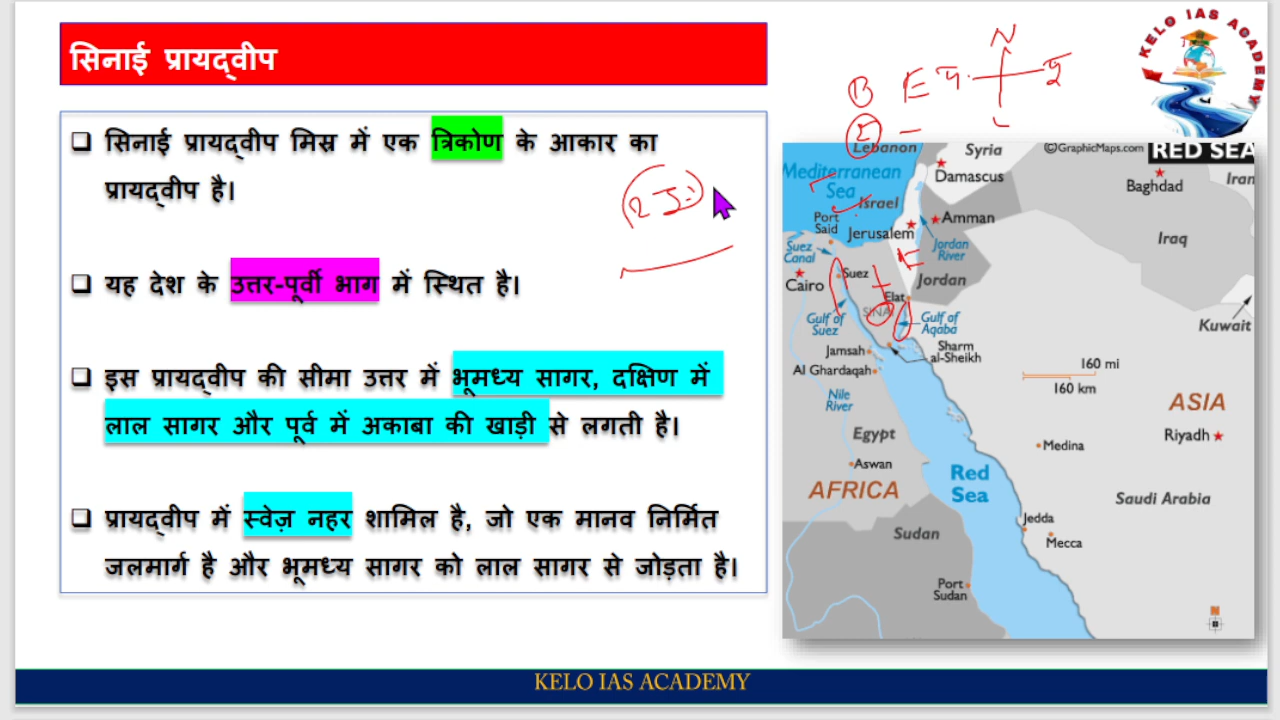 सिनाई प्रायद्वीप
❑ सिनाई प्रायद्वीप मिस्र में एक त्रिकोण के आकार का
प्रायद्वीप है।
❑ यह देश के उत्तर-पूर्वी भाग में स्थित है।
❑ इस प्रायद्वीप की सीमा उत्तर में भूमध्य सागर, दक्षिण में
लाल सागर और पूर्व में अकाबा की खाड़ी से लगती है।
❑ प्रायद्वीप में स्वेज़ नहर शामिल है, जो एक मानव निर्मित
जलमार्ग है और भूमध्य सागर को लाल सागर से जोड़ता है।
N
B E
KELO IAS ACADEMY
©GraphicMaps.com
RED SEA
Lebanon
Syria
Mediterranean
Sea
Damascus
Baghdad
Iran
Israel
Port
Said
Jerusalem
Amman
Iraq
Suez
Canal
Jordan
River
Suez
Cairo
Jordan
Elat
Gulf of
Suez
Gulf of
Aqaba
Kuwait
Jamsah
Sharm
al-Sheikh
160 mi
160 km
Al Ghardaqah
Nile
River
ASIA
Egypt
Medina
Riyadh
Aswan
AFRICA
Red
Sea
Saudi Arabia
Jedda
Mecca
Sudan
Port
Sudan
N
KELO IAS ACADEMY